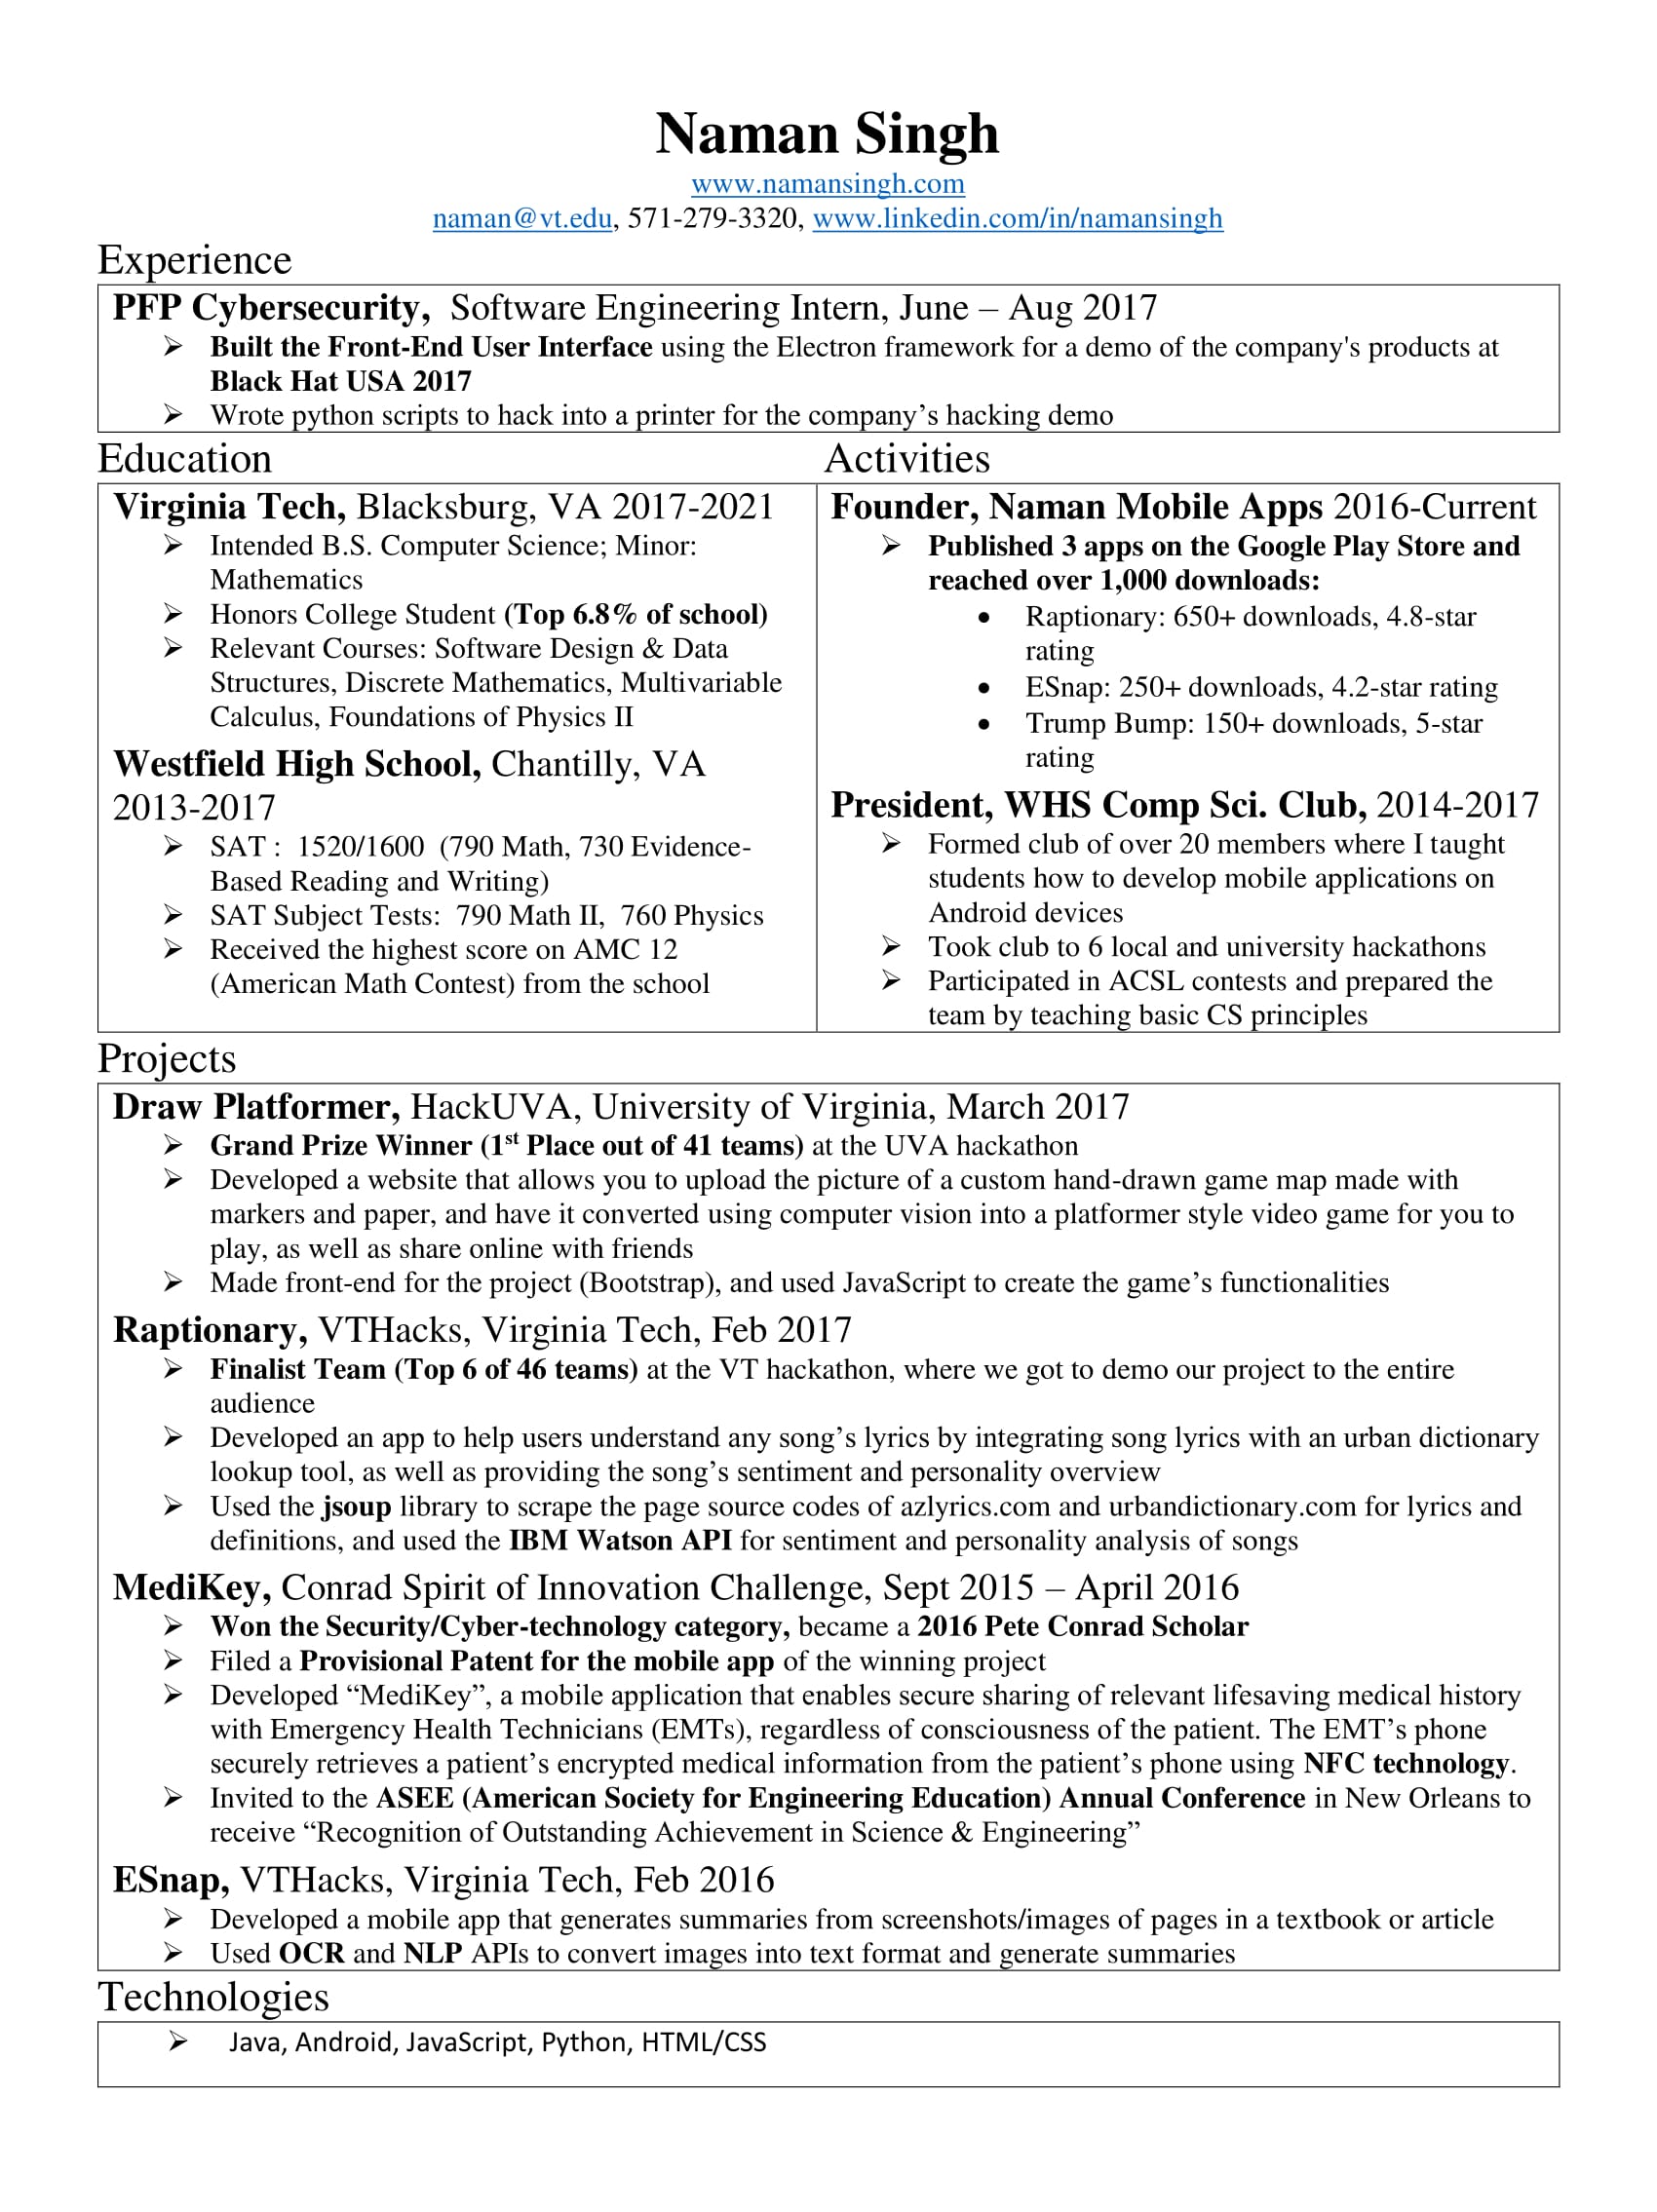 Naman Singh
www.namansingh.com
naman@vt.edu, 571-279-3320, www.linkedin.com/in/namansingh
Experience
PFP Cybersecurity, Software Engineering Intern, June – Aug 2017
➢ Built the Front-End User Interface using the Electron framework for a demo of the company's products at
Black Hat USA 2017
➢ Wrote python scripts to hack into a printer for the company’s hacking demo
Education
Virginia Tech, Blacksburg, VA 2017-2021
➢ Intended B.S. Computer Science; Minor:
Mathematics
➢ Honors College Student (Top 6.8% of school)
➢ Relevant Courses: Software Design & Data
Structures, Discrete Mathematics, Multivariable
Calculus, Foundations of Physics II
Westfield High School, Chantilly, VA
2013-2017
➢ SAT : 1520/1600 (790 Math, 730 Evidence-
Based Reading and Writing)
➢ SAT Subject Tests: 790 Math II, 760 Physics
➢ Received the highest score on AMC 12
(American Math Contest) from the school
Activities
Founder, Naman Mobile Apps 2016-Current
➢ Published 3 apps on the Google Play Store and
reached over 1,000 downloads:
• Raptionary: 650+ downloads, 4.8-star
rating
• ESnap: 250+ downloads, 4.2-star rating
• Trump Bump: 150+ downloads, 5-star
rating
President, WHS Comp Sci. Club, 2014-2017
➢ Formed club of over 20 members where I taught
students how to develop mobile applications on
Android devices
➢ Took club to 6 local and university hackathons
➢ Participated in ACSL contests and prepared the
team by teaching basic CS principles
Projects
Draw Platformer, HackUVA, University of Virginia, March 2017
➢ Grand Prize Winner (1st Place out of 41 teams) at the UVA hackathon
➢ Developed a website that allows you to upload the picture of a custom hand-drawn game map made with
markers and paper, and have it converted using computer vision into a platformer style video game for you to
play, as well as share online with friends
➢ Made front-end for the project (Bootstrap), and used JavaScript to create the game’s functionalities
Raptionary, VTHacks, Virginia Tech, Feb 2017
➢ Finalist Team (Top 6 of 46 teams) at the VT hackathon, where we got to demo our project to the entire
audience
➢ Developed an app to help users understand any song’s lyrics by integrating song lyrics with an urban dictionary
lookup tool, as well as providing the song’s sentiment and personality overview
➢ Used the jsoup library to scrape the page source codes of azlyrics.com and urbandictionary.com for lyrics and
definitions, and used the IBM Watson API for sentiment and personality analysis of songs
MediKey, Conrad Spirit of Innovation Challenge, Sept 2015 – April 2016
➢ Won the Security/Cyber-technology category, became a 2016 Pete Conrad Scholar
➢ Filed a Provisional Patent for the mobile app of the winning project
➢ Developed “MediKey”, a mobile application that enables secure sharing of relevant lifesaving medical history
with Emergency Health Technicians (EMTs), regardless of consciousness of the patient. The EMT’s phone
securely retrieves a patient’s encrypted medical information from the patient’s phone using NFC technology.
➢ Invited to the ASEE (American Society for Engineering Education) Annual Conference in New Orleans to
receive “Recognition of Outstanding Achievement in Science & Engineering”
ESnap, VTHacks, Virginia Tech, Feb 2016
➢ Developed a mobile app that generates summaries from screenshots/images of pages in a textbook or article
➢ Used OCR and NLP APIs to convert images into text format and generate summaries
Technologies
➢ Java, Android, JavaScript, Python, HTML/CSS